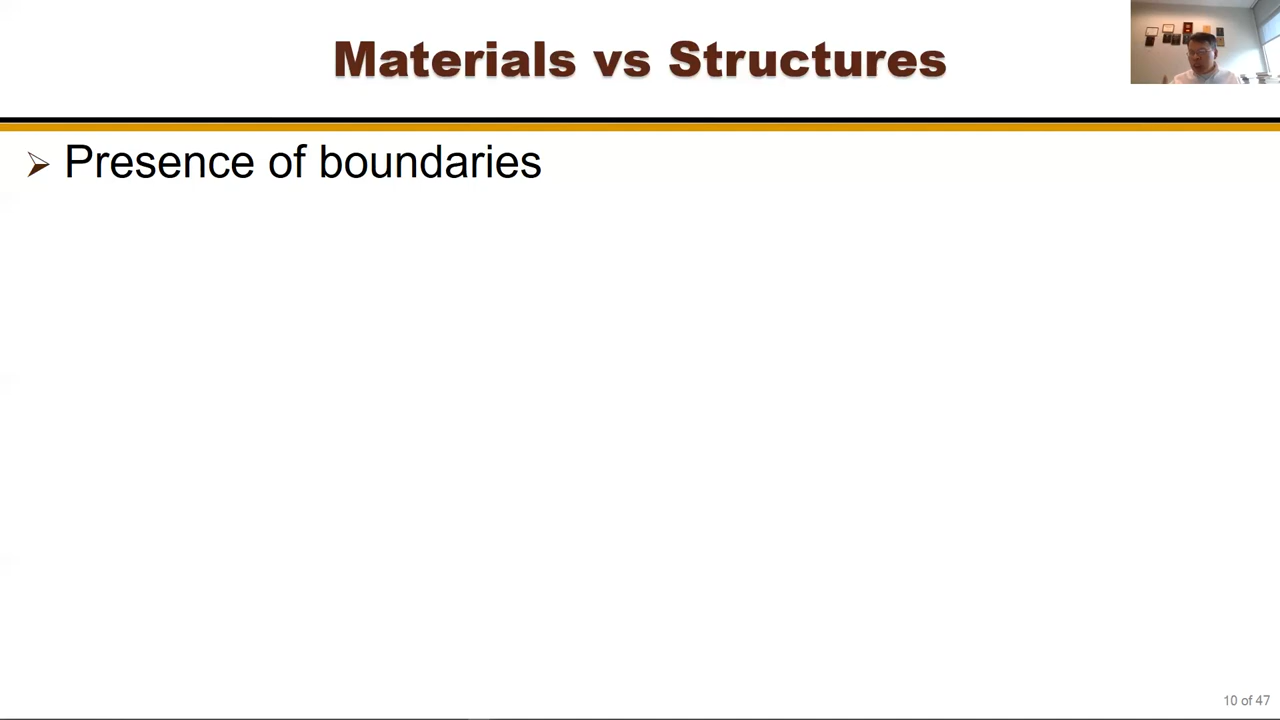 Materials vs Structures
Presence of boundaries
10 of 47